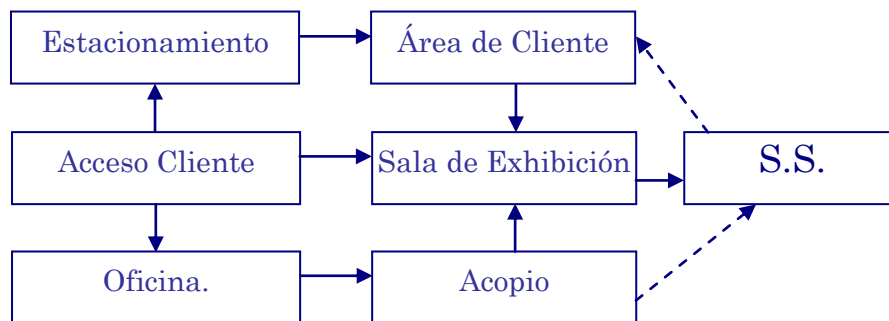 Estacionamiento
Área de Cliente
Acceso Cliente
Sala de Exhibición
S.S.
Oficina.
Acopio